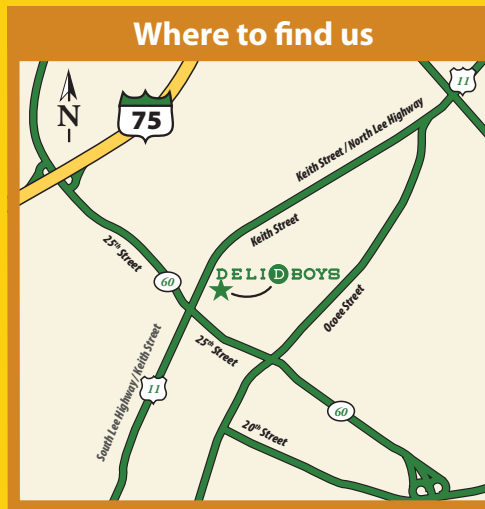 Where to find us
11
N
75
Keith Street / North Lee Highway
Keith Street
25th Street
DELI D BOYS
60
Ocoee Street
25th Street
South Lee Highway/Keith Street
11
60
20th Street